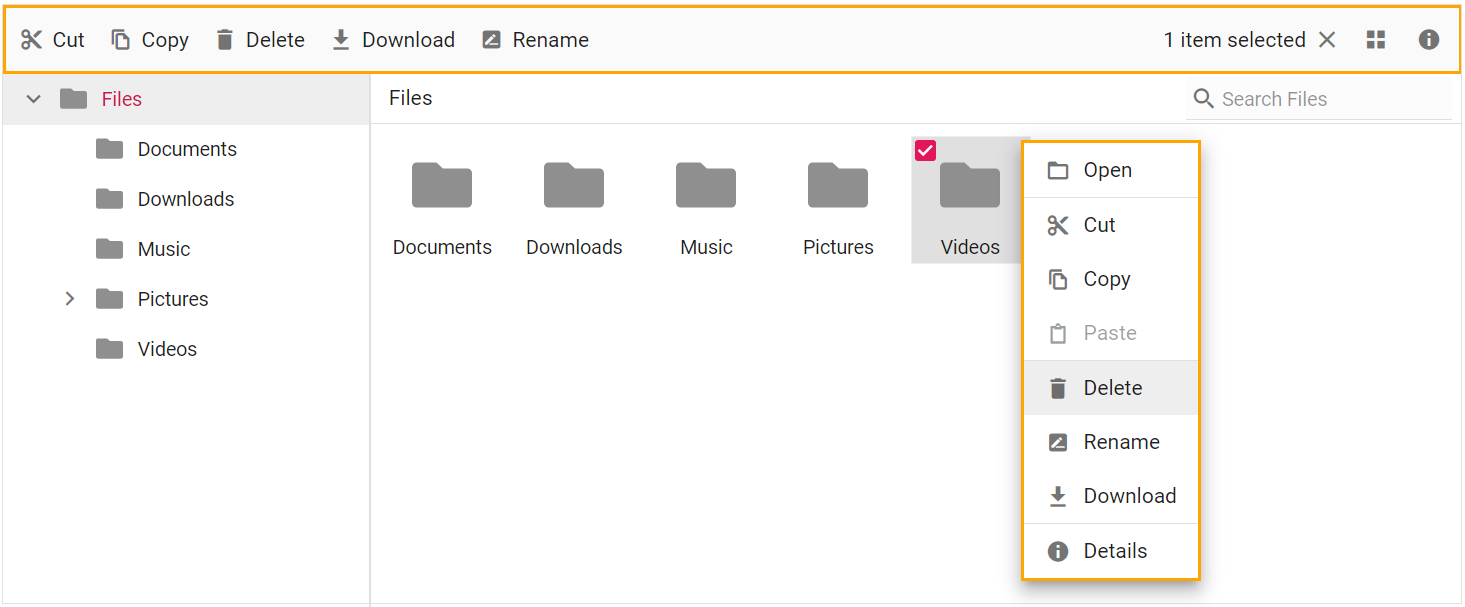 Cut Copy Delete Download Rename 1 item selected
Files
Documents
Downloads
Music
Pictures
Videos
Files Search Files
Documents Downloads Music Pictures Videos
Open
Cut
Copy
Paste
Delete
Rename
Download
Details